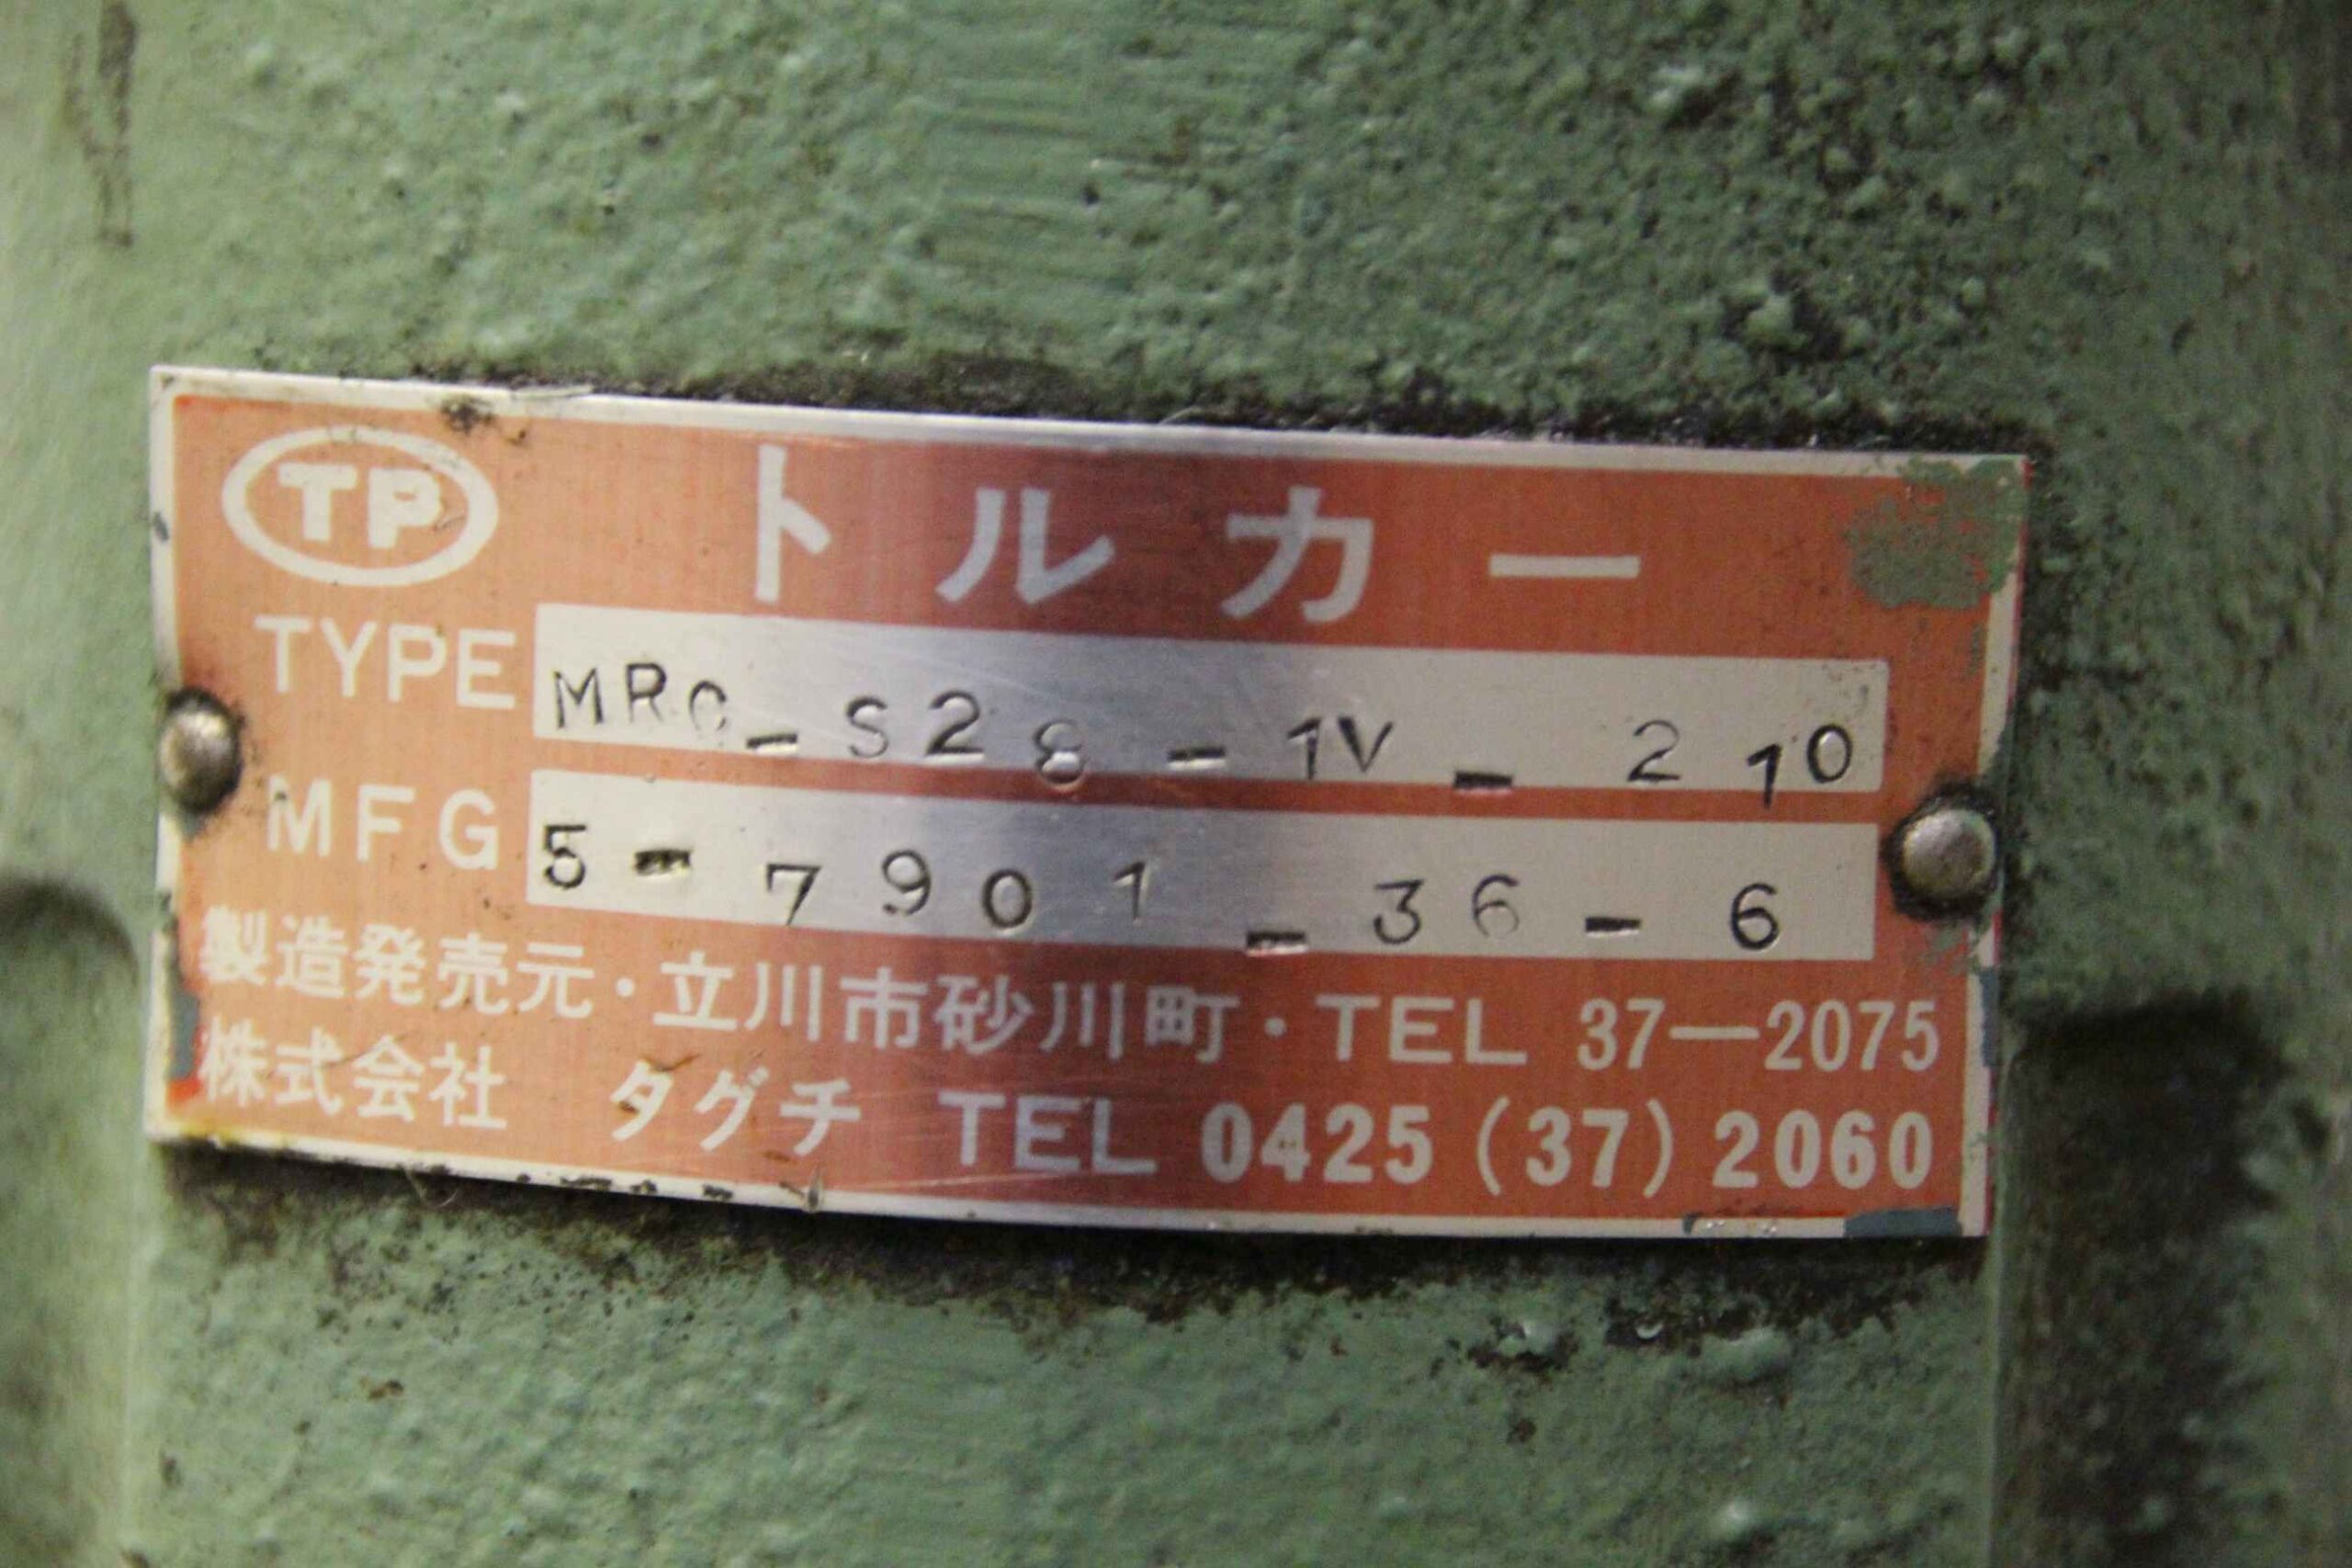 TP トルカー
TYPE MRC-S28-1V-210
MFG 5-7901-36-6
製造発売元・立川市砂川町・TEL 37—2075
株式会社 タグチ TEL 0425(37)2060